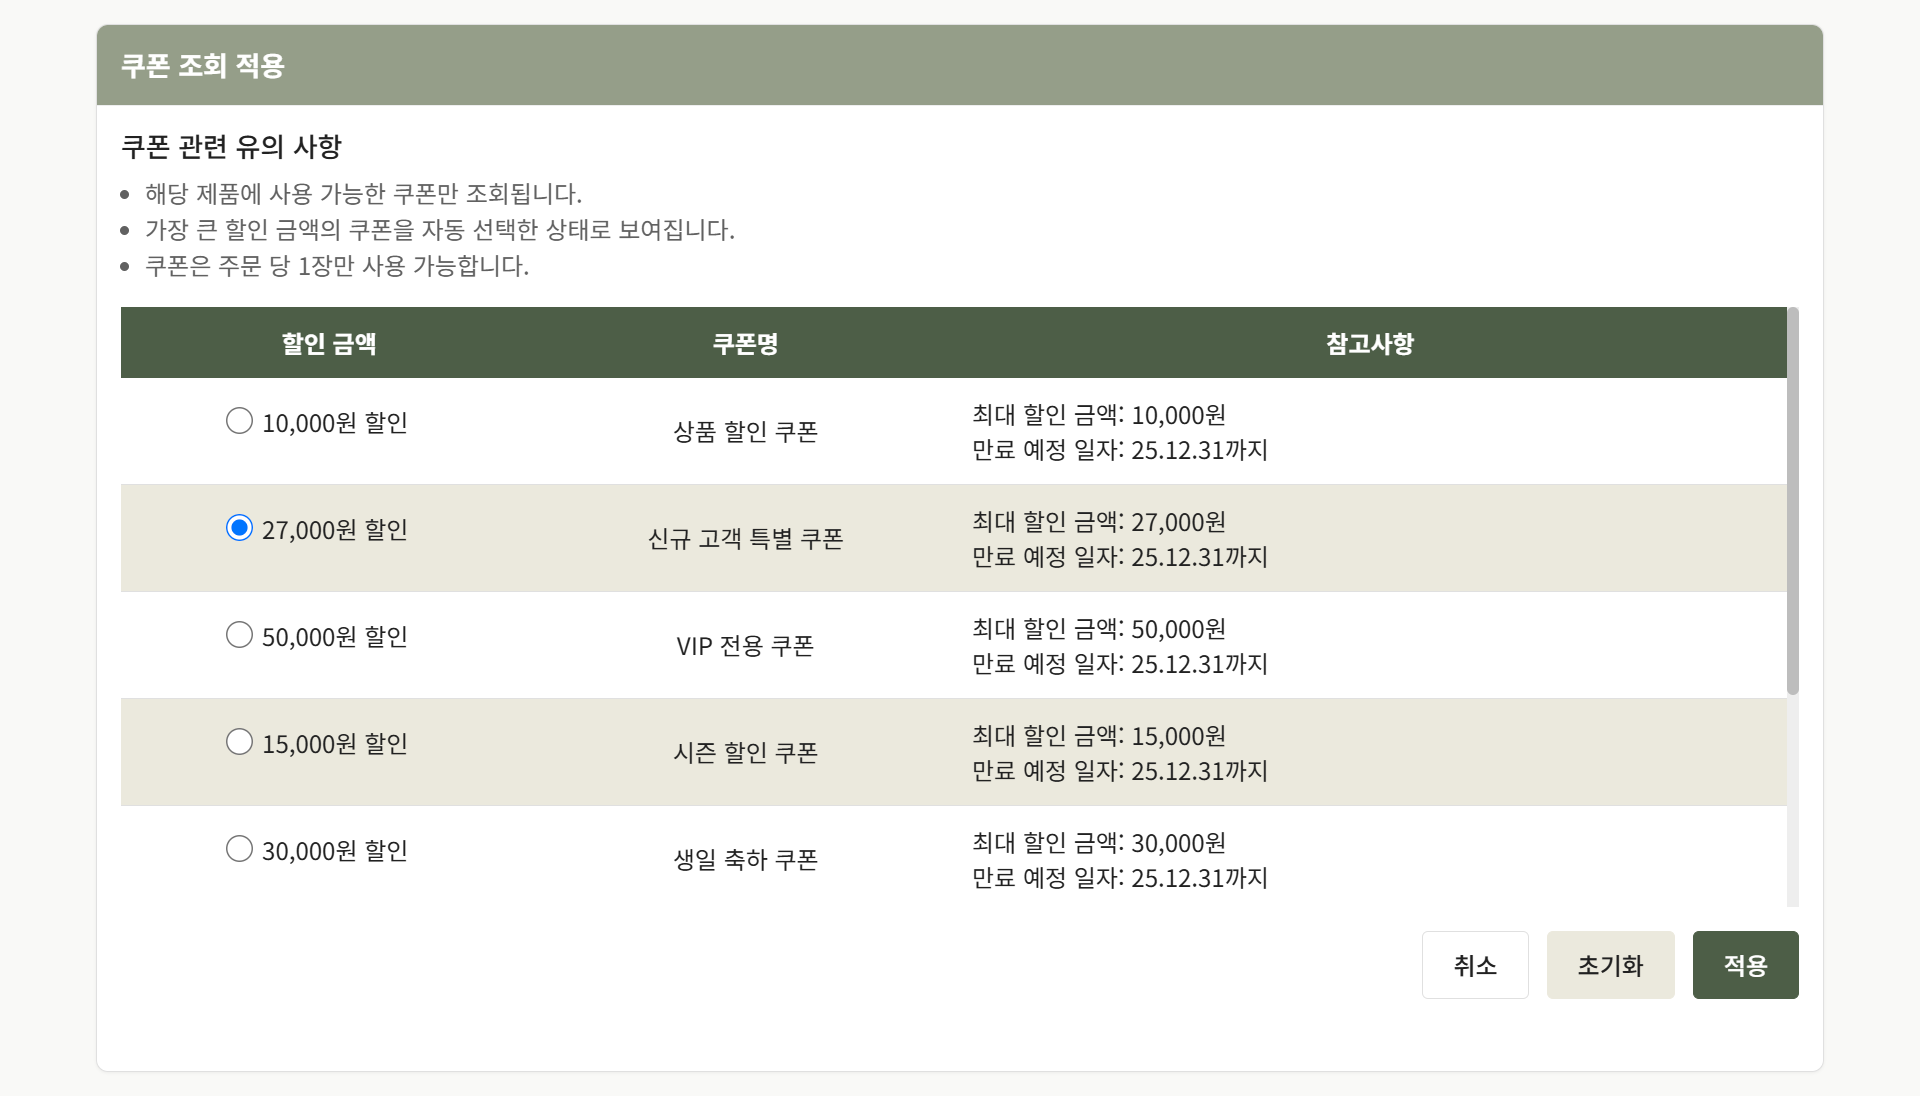 쿠폰 조회 적용
쿠폰 관련 유의 사항
해당 제품에 사용 가능한 쿠폰만 조회됩니다.
가장 큰 할인 금액의 쿠폰을 자동 선택한 상태로 보여집니다.
쿠폰은 주문 당 1장만 사용 가능합니다.
할인 금액 쿠폰명 참고사항
10,000원 할인 상품 할인 쿠폰 최대 할인 금액: 10,000원
만료 예정 일자: 25.12.31까지
27,000원 할인 신규 고객 특별 쿠폰 최대 할인 금액: 27,000원
만료 예정 일자: 25.12.31까지
50,000원 할인 VIP 전용 쿠폰 최대 할인 금액: 50,000원
만료 예정 일자: 25.12.31까지
15,000원 할인 시즌 할인 쿠폰 최대 할인 금액: 15,000원
만료 예정 일자: 25.12.31까지
30,000원 할인 생일 축하 쿠폰 최대 할인 금액: 30,000원
만료 예정 일자: 25.12.31까지
취소 초기화 적용